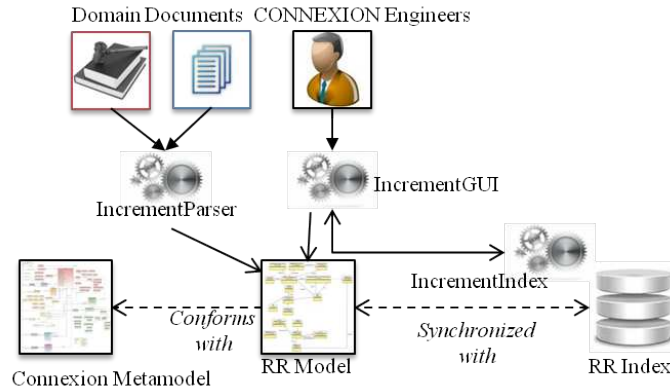 Domain Documents
CONNEXION Engineers
IncrementGUI
IncrementParser
IncrementIndex
Conforms
with
Synchronized
with
Connexion Metamodel
RR Model
RR Index